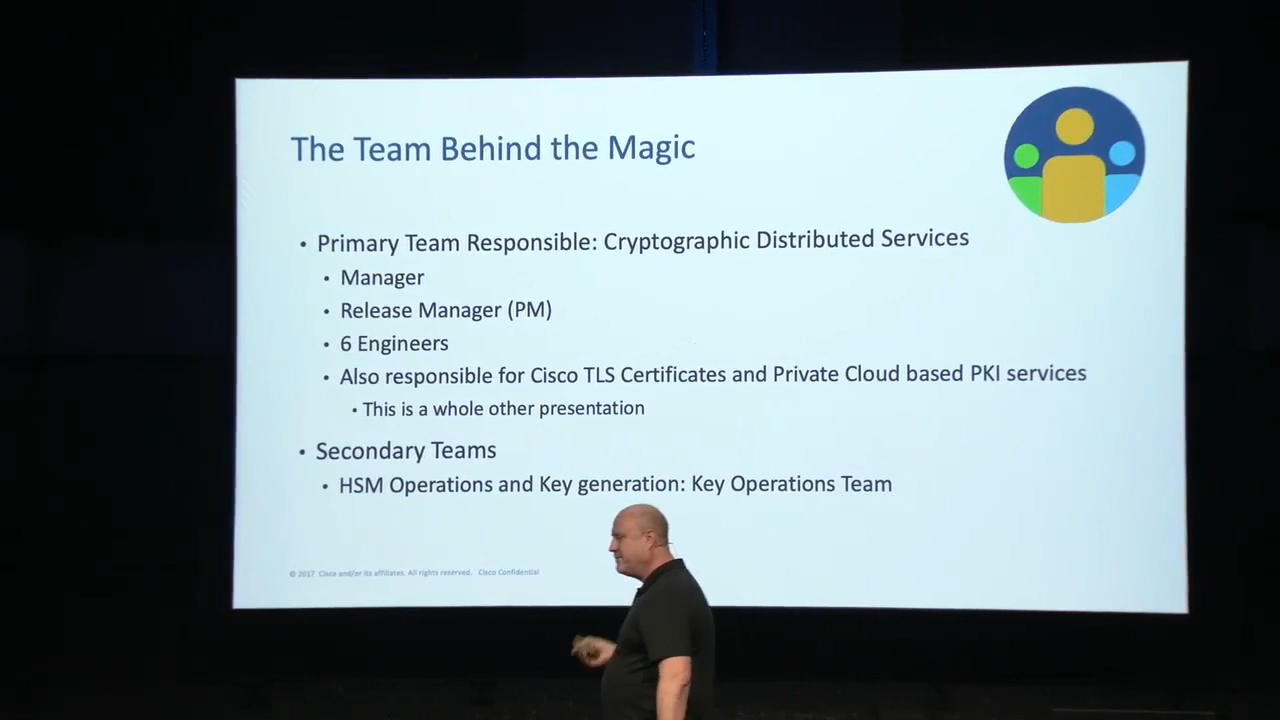 The Team Behind the Magic
• Primary Team Responsible: Cryptographic Distributed Services
• Manager
• Release Manager (PM)
• 6 Engineers
• Also responsible for Cisco TLS Certificates and Private Cloud based PKI services
• This is a whole other presentation
• Secondary Teams
• HSM Operations and Key generation: Key Operations Team
© 2017 Cisco and/or its affiliates. All rights reserved. Cisco Confidential